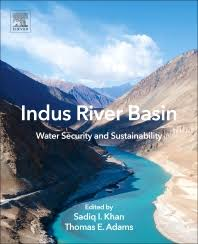 ELSEVIER
Indus River Basin
Water Security and Sustainability
Edited by
Sadiq I. Khan
Thomas E. Adams